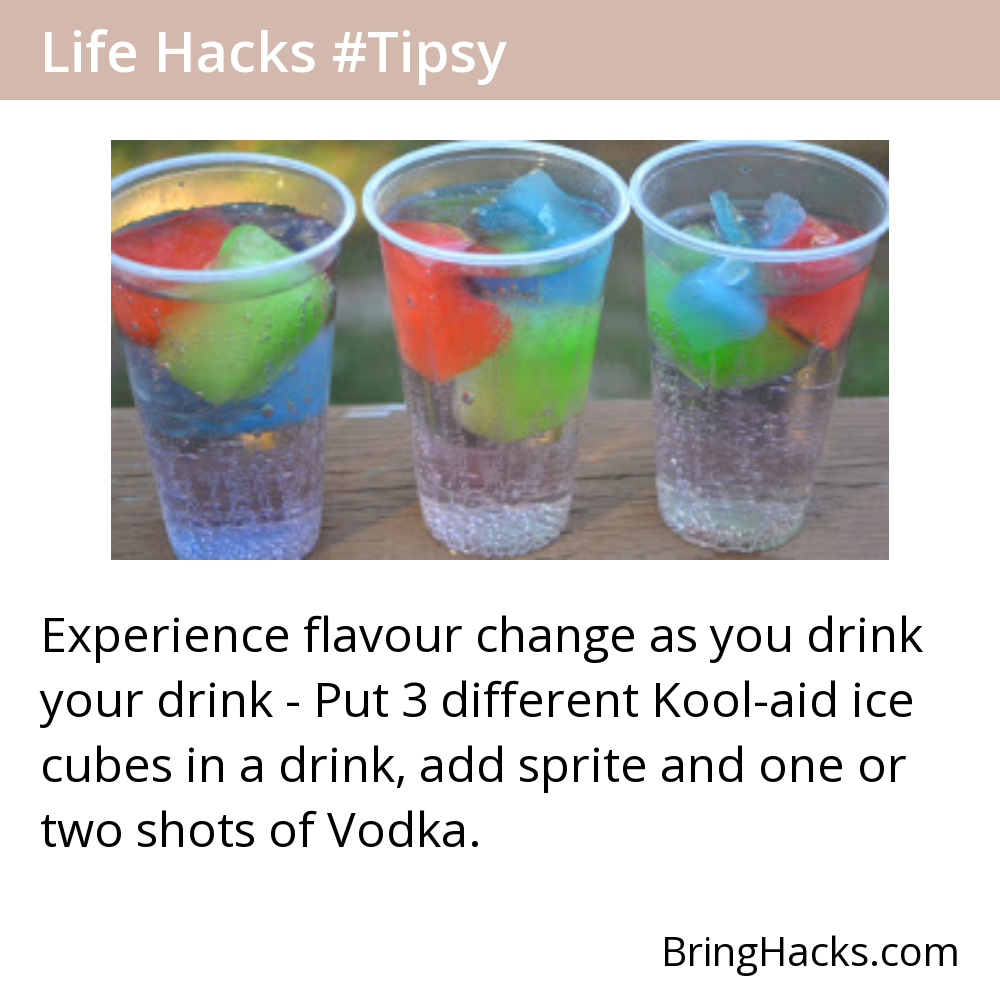 Life Hacks #Tipsy
Experience flavour change as you drink
your drink - Put 3 different Kool-aid ice
cubes in a drink, add sprite and one or
two shots of Vodka.
BringHacks.com